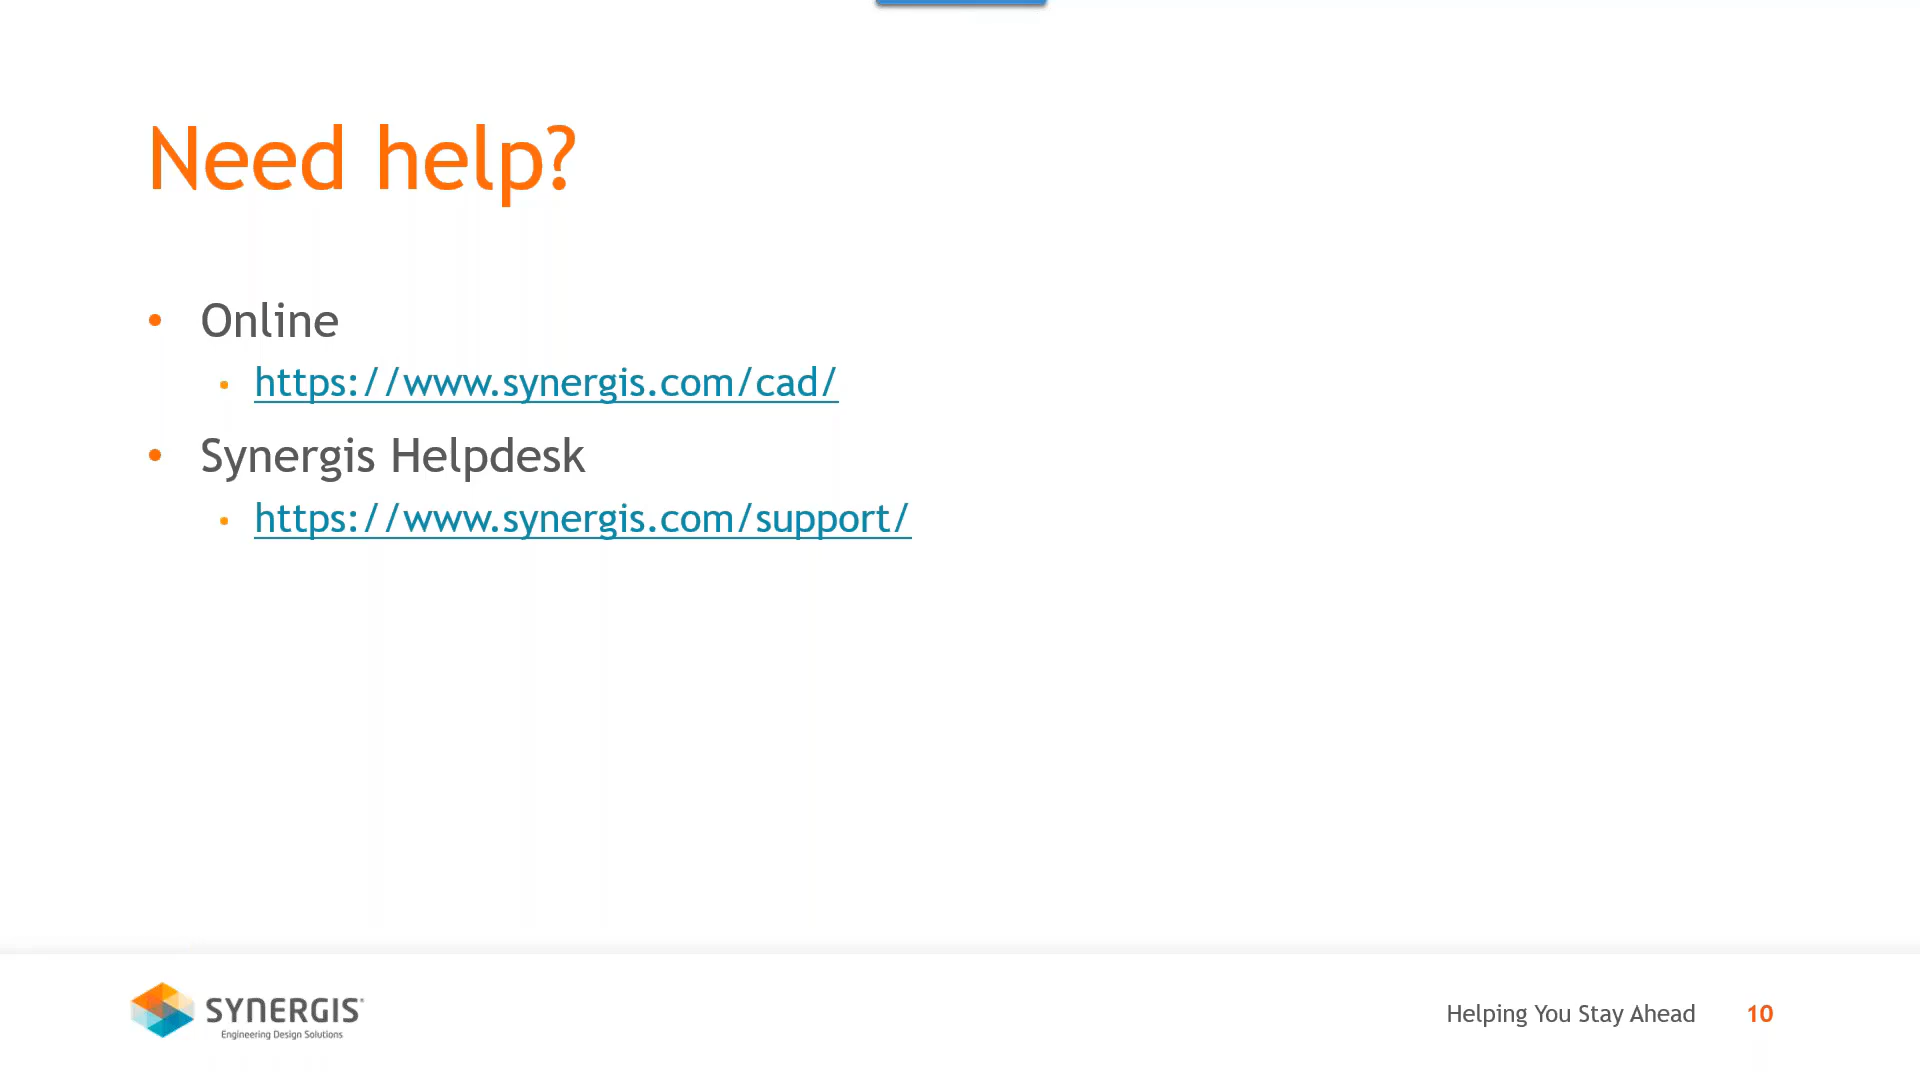 Need help?
• Online
• https://www.synergis.com/cad/
• Synergis Helpdesk
• https://www.synergis.com/support/
SYNERGIS®
Engineering Design Solutions
Helping You Stay Ahead 10